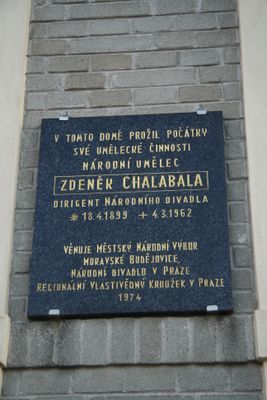 V TOMTO DOMĚ PROŽIL POČÁTKY
SVÉ UMĚLECKÉ ČINNOSTI
NÁRODNÍ UMĚLEC
ZDENĚK CHALABALA
DIRIGENT NÁRODNÍHO DIVADLA
* 18.4.1899 + 4.3.1962
VĚNUJE MĚSTSKÝ NÁRODNÍ VÝBOR
MORAVSKÉ BUDĚJOVICE,
NÁRODNÍ DIVADLO V PRAZE
REGIONÁLNÍ VLASTIVĚDNÝ KROUŽEK V PRAZE
1974